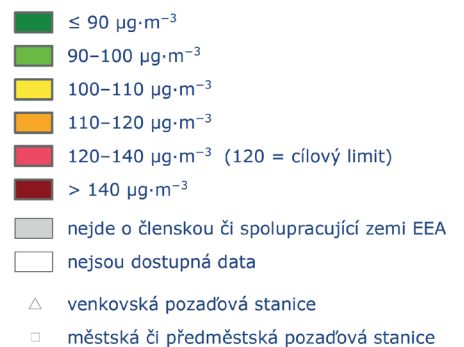 ≤ 90 µg·m⁻³
90–100 µg·m⁻³
100–110 µg·m⁻³
110–120 µg·m⁻³
120–140 µg·m⁻³ (120 = cílový limit)
> 140 µg·m⁻³
nejde o členskou či spolupracující zemi EEA
nejsou dostupná data
venkovská pozaďová stanice
městská či předměstská pozaďová stanice